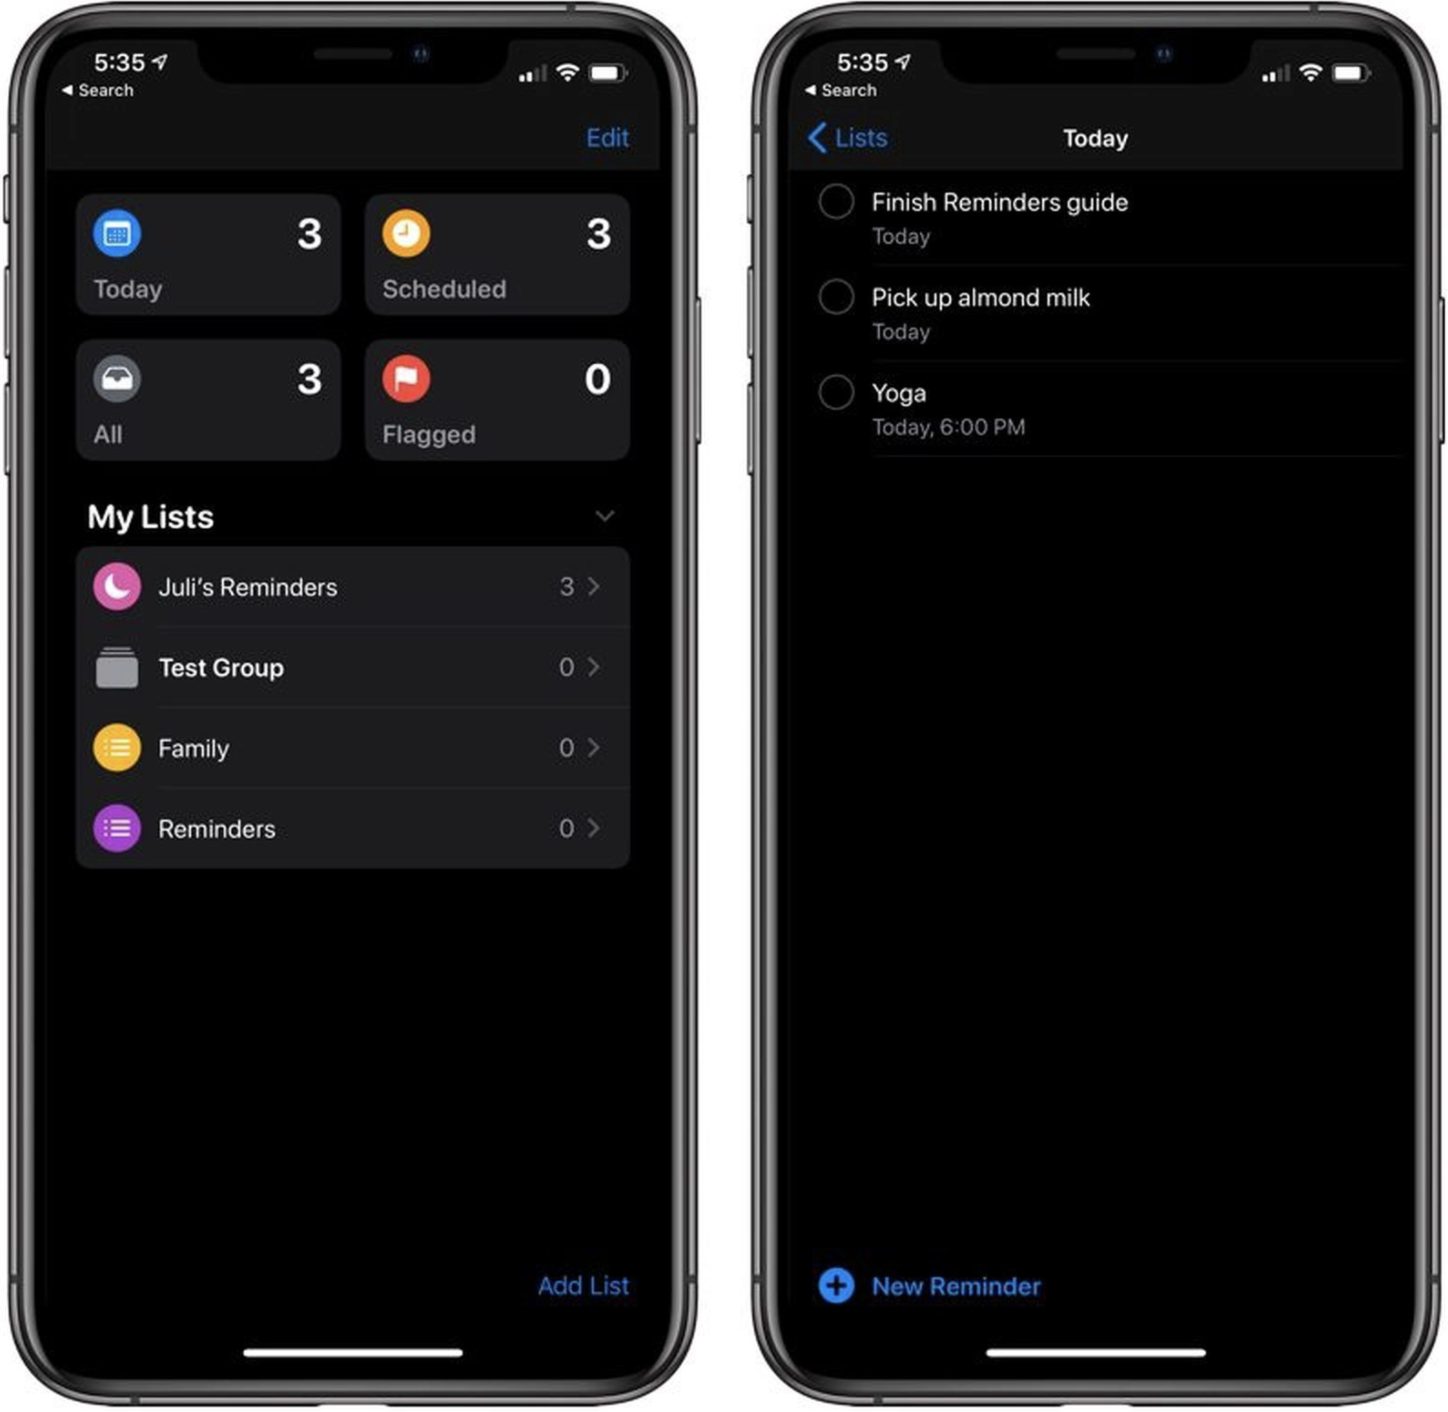 5:35
Search
Edit
3
Today
3
Scheduled
3
All
0
Flagged
My Lists
Juli's Reminders 3
Test Group 0
Family 0
Reminders 0
Add List
5:35
Search
Lists Today
Finish Reminders guide
Today
Pick up almond milk
Today
Yoga
Today, 6:00 PM
New Reminder